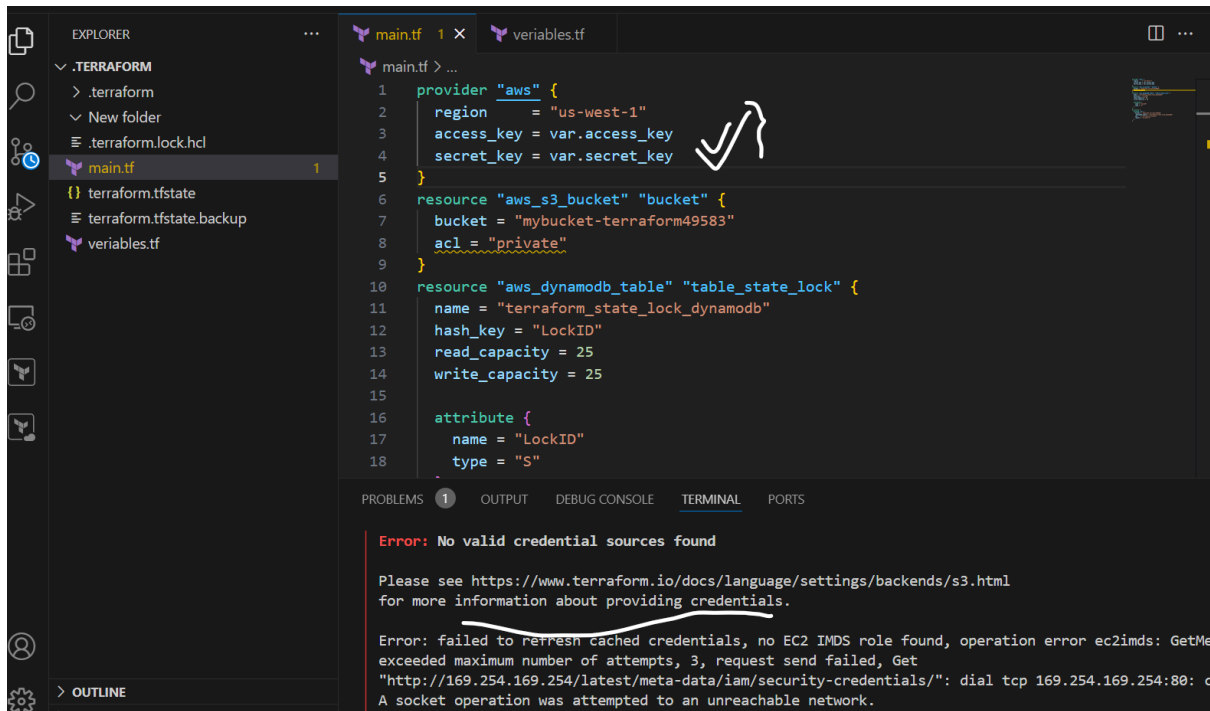 EXPLORER
.TERRAFORM
.terraform
New folder
.terraform.lock.hcl
main.tf 1
terraform.tfstate
terraform.tfstate.backup
veriables.tf
OUTLINE
main.tf 1
veriables.tf
main.tf > ...
1 provider "aws" {
2 region = "us-west-1"
3 access_key = var.access_key
4 secret_key = var.secret_key
5 }
6 resource "aws_s3_bucket" "bucket" {
7 bucket = "mybucket-terraform49583"
8 acl = "private"
9 }
10 resource "aws_dynamodb_table" "table_state_lock" {
11 name = "terraform_state_lock_dynamodb"
12 hash_key = "LockID"
13 read_capacity = 25
14 write_capacity = 25
15
16 attribute {
17 name = "LockID"
18 type = "S"
PROBLEMS 1 OUTPUT DEBUG CONSOLE TERMINAL PORTS
Error: No valid credential sources found
Please see https://www.terraform.io/docs/language/settings/backends/s3.html
for more information about providing credentials.
Error: failed to refresh cached credentials, no EC2 IMDS role found, operation error ec2imds: GetMe
exceeded maximum number of attempts, 3, request send failed, Get
"http://169.254.169.254/latest/meta-data/iam/security-credentials/": dial tcp 169.254.169.254:80: c
A socket operation was attempted to an unreachable network.